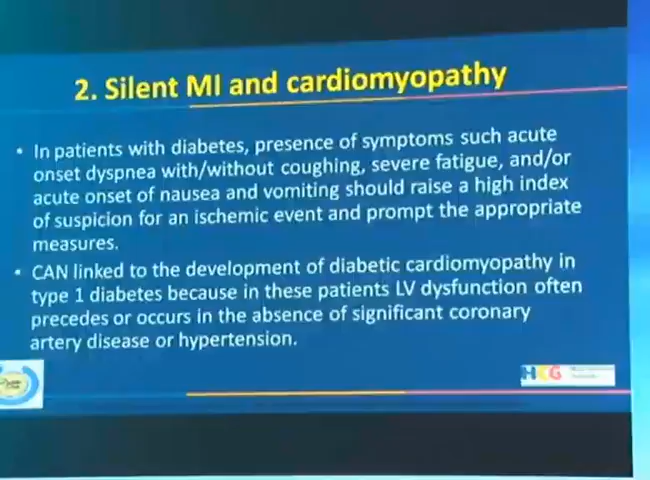 2. Silent MI and cardiomyopathy
• In patients with diabetes, presence of symptoms such acute
onset dyspnea with/without coughing, severe fatigue, and/or
acute onset of nausea and vomiting should raise a high index
of suspicion for an ischemic event and prompt the appropriate
measures.
• CAN linked to the development of diabetic cardiomyopathy in
type 1 diabetes because in these patients LV dysfunction often
precedes or occurs in the absence of significant coronary
artery disease or hypertension.
HCG